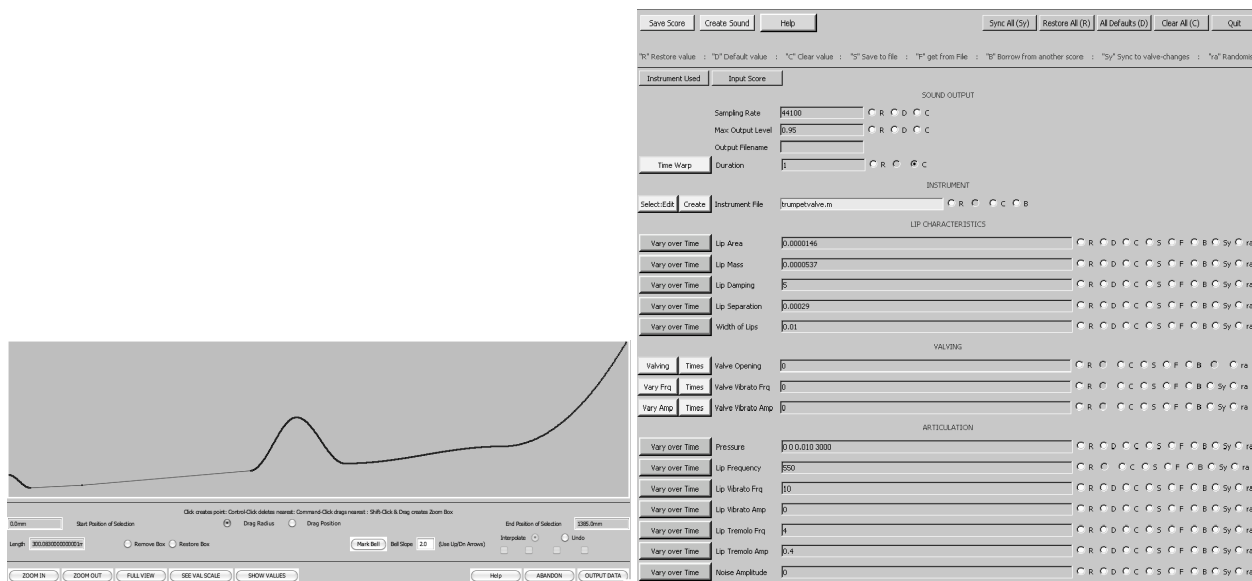 Click creates point: Control-Click deletes nearest: Command-Click drags nearest : Shift-Click & Drag creates Zoom Box
0.0mm Start Position of Selection Drag Radius Drag Position End Position of Selection 1385.0mm
Length Remove Box Restore Box Mark Bell Bell Slope 2.0 (Use Up/Dn Arrows) Interpolate Undo
ZOOM IN ZOOM OUT FULL VIEW SEE VAL SCALE SHOW VALUES Help ABANDON OUTPUT DATA
Save Score Create Sound Help Sync All (Sy) Restore All (R) All Defaults (D) Clear All (C) Quit
"R" Restore value : "D" Default value : "C" Clear value : "S" Save to file : "F" get from File : "B" Borrow from another score : "Sy" Sync to valve-changes : "ra" Randomis
Instrument Used Input Score
SOUND OUTPUT
Sampling Rate 44100 R D C
Max Output Level 0.95 R D C
Output Filename
Time Warp Duration 1 R C
INSTRUMENT
Select:Edit Create Instrument File trumpetvalve.m R C B
LIP CHARACTERISTICS
Vary over Time Lip Area 0.0000146 R D C S F B Sy ra
Vary over Time Lip Mass 0.0000537 R D C S F B Sy ra
Vary over Time Lip Damping 5 R D C S F B Sy ra
Vary over Time Lip Separation 0.00029 R D C S F B Sy ra
Vary over Time Width of Lips 0.01 R D C S F B Sy ra
VALVING
Valving Times Valve Opening 0 R C S F B ra
Vary Frq Times Valve Vibrato Frq 0 R C S F B Sy ra
Vary Amp Times Valve Vibrato Amp 0 R C S F B Sy ra
ARTICULATION
Vary over Time Pressure 0 0 0.010 3000 R D C S F B Sy ra
Vary over Time Lip Frequency 550 R C S F B Sy ra
Vary over Time Lip Vibrato Frq 10 R D C S F B Sy ra
Vary over Time Lip Vibrato Amp 0 R D C S F B Sy ra
Vary over Time Lip Tremolo Frq 4 R D C S F B Sy ra
Vary over Time Lip Tremolo Amp 0.4 R D C S F B Sy ra
Vary over Time Noise Amplitude 0 R D C S F B Sy ra